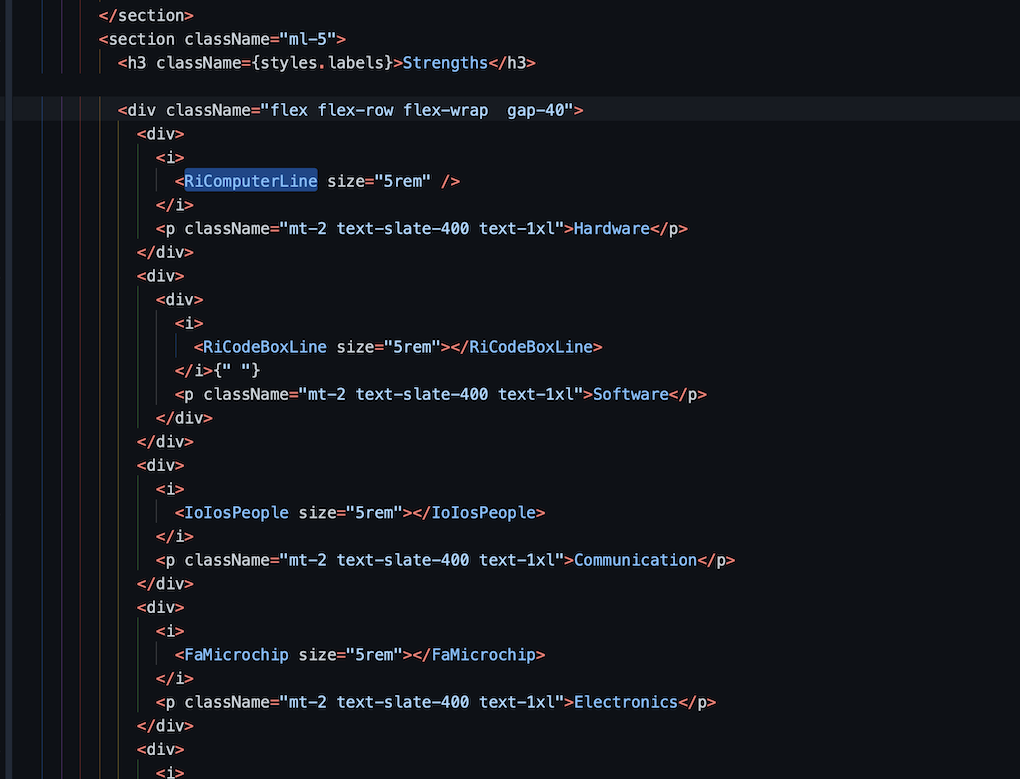 </section>
<section className="ml-5">
<h3 className={styles.labels}>Strengths</h3>
<div className="flex flex-row flex-wrap  gap-40">
<div>
<i>
<RiComputerLine size="5rem" />
</i>
<p className="mt-2 text-slate-400 text-1xl">Hardware</p>
</div>
<div>
<div>
<i>
<RiCodeBoxLine size="5rem"></RiCodeBoxLine>
</i>{" "}
<p className="mt-2 text-slate-400 text-1xl">Software</p>
</div>
</div>
<div>
<i>
<IoIosPeople size="5rem"></IoIosPeople>
</i>
<p className="mt-2 text-slate-400 text-1xl">Communication</p>
</div>
<div>
<i>
<FaMicrochip size="5rem"></FaMicrochip>
</i>
<p className="mt-2 text-slate-400 text-1xl">Electronics</p>
</div>
<div>
<i>